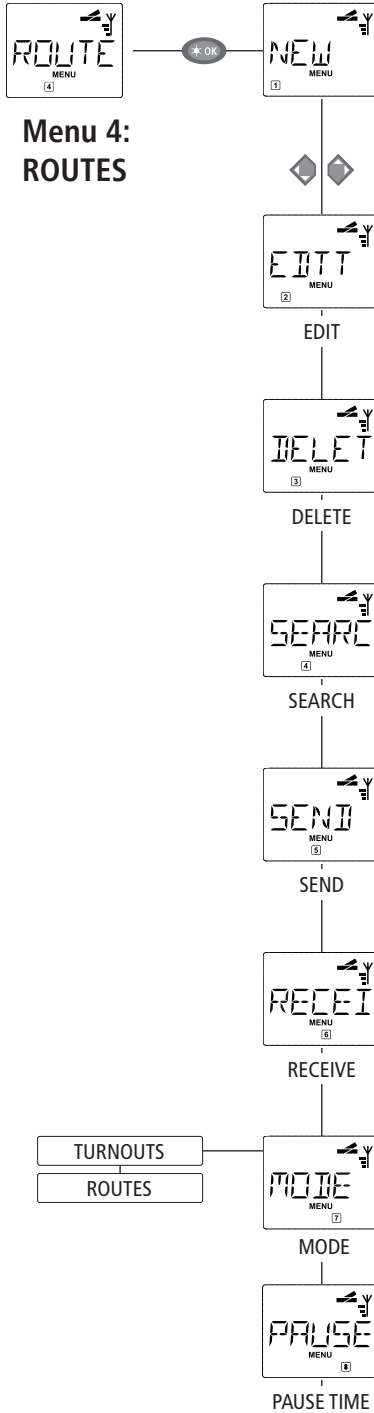 ROUTE
MENU
4
✶ OK
NEW
MENU
1
Menu 4:
ROUTES
EDIT
MENU
2
EDIT
DELET
MENU
3
DELETE
SEARC
MENU
4
SEARCH
SEND
MENU
5
SEND
RECEI
MENU
6
RECEIVE
TURNOUTS
ROUTES
MODE
MENU
7
MODE
PAUSE
MENU
8
PAUSE TIME